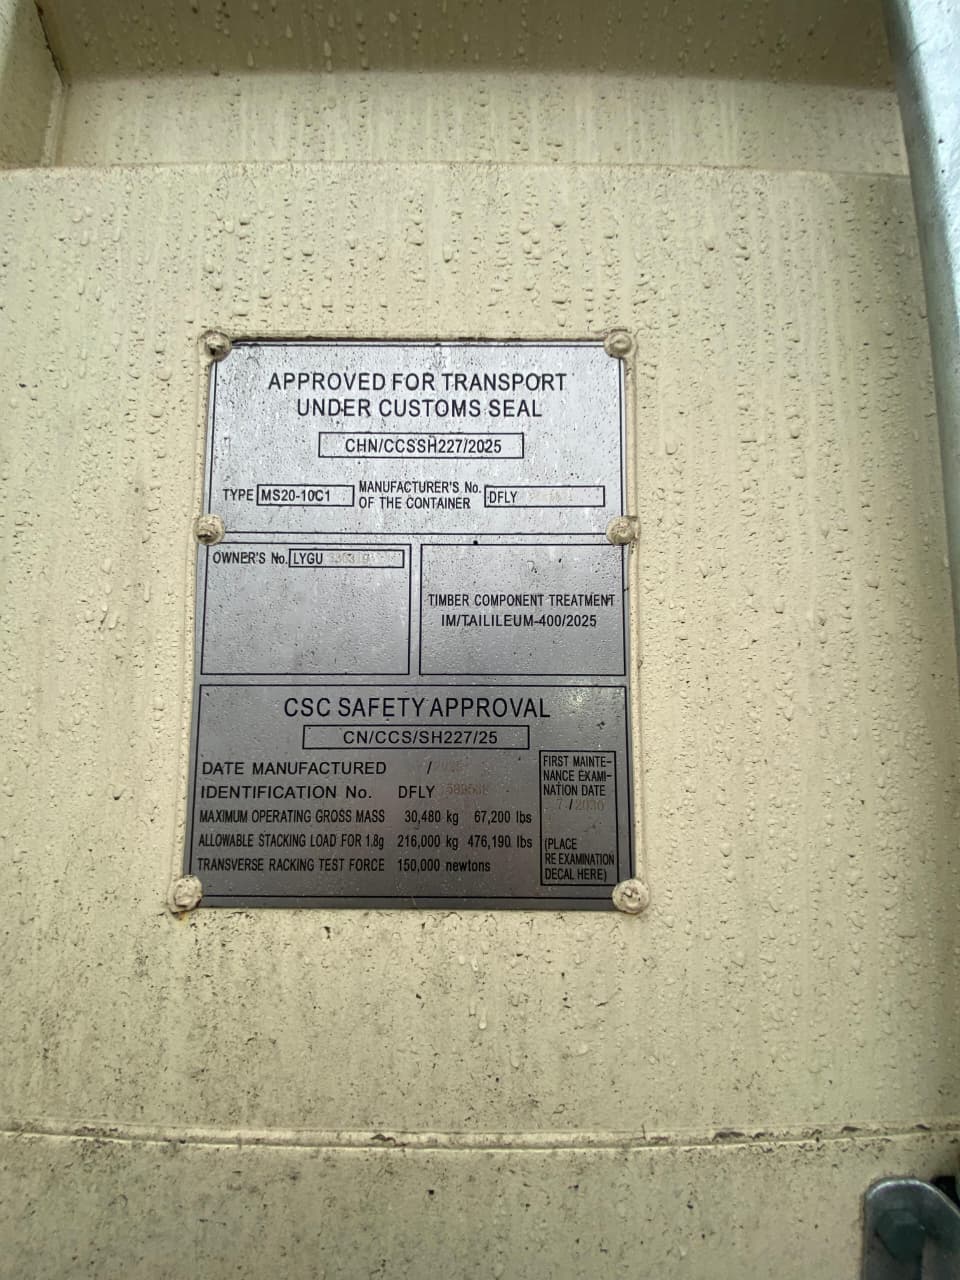 APPROVED FOR TRANSPORT
UNDER CUSTOMS SEAL
CHN/CCSSH227/2025
TYPE MS20-10C1 MANUFACTURER'S No. OF THE CONTAINER DFLY
OWNER'S No. LYGU
TIMBER COMPONENT TREATMENT
IM/TAILILEUM-400/2025
CSC SAFETY APPROVAL
CN/CCS/SH227/25
DATE MANUFACTURED /
IDENTIFICATION No. DFLY
MAXIMUM OPERATING GROSS MASS 30,480 kg 67,200 lbs
ALLOWABLE STACKING LOAD FOR 1.8g 216,000 kg 476,190 lbs
TRANSVERSE RACKING TEST FORCE 150,000 newtons
FIRST MAINTE-
NANCE EXAMI-
NATION DATE
7 / 2030
(PLACE
RE EXAMINATION
DECAL HERE)